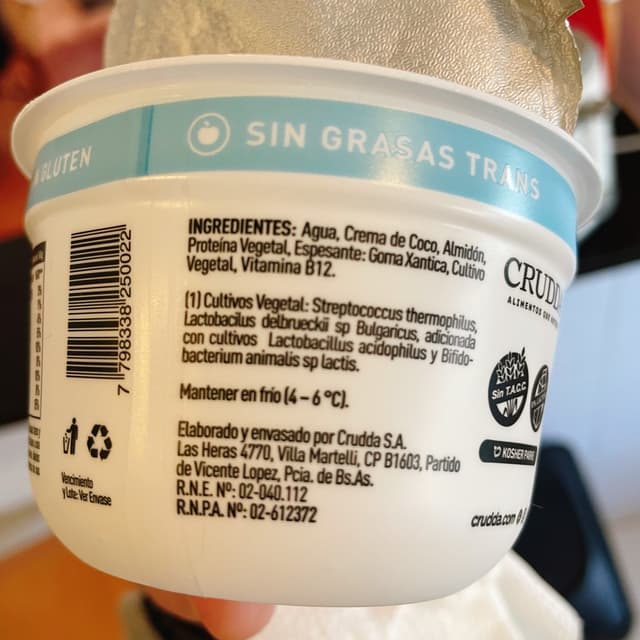 GLUTEN
SIN GRASAS TRANS
INGREDIENTES: Agua, Crema de Coco, Almidón,
Proteína Vegetal, Espesante: Goma Xantica, Cultivo
Vegetal, Vitamina B12.
(1) Cultivos Vegetal: Streptococcus thermophilus,
Lactobacilus delbrueckii sp Bulgaricus, adicionada
con cultivos Lactobacillus acidophilus y Bifido-
bacterium animalis sp lactis.
Mantener en frío (4 – 6 °C).
Elaborado y envasado por Crudda S.A.
Las Heras 4770, Villa Martelli, CP B1603, Partido
de Vicente Lopez, Pcia. de Bs.As.
R.N.E. Nº: 02-040.112
R.N.P.A. Nº: 02-612372
7 798338 250022
Vencimiento
y Lote: Ver Envase
CRUDDA
ALIMENTOS CON
Sin T.A.C.C.
KOSHER PARVE
crudda.com